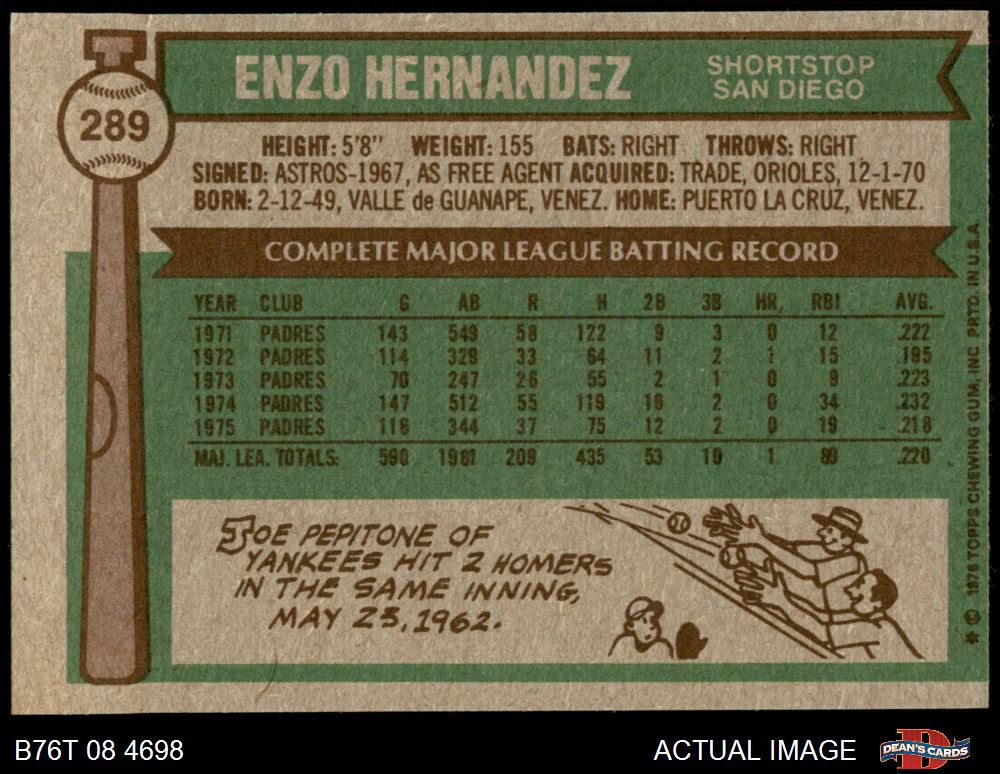 289
ENZO HERNANDEZ
SHORTSTOP
SAN DIEGO
HEIGHT: 5'8" WEIGHT: 155 BATS: RIGHT THROWS: RIGHT
SIGNED: ASTROS-1967, AS FREE AGENT ACQUIRED: TRADE, ORIOLES, 12-1-70
BORN: 2-12-49, VALLE de GUANAPE, VENEZ. HOME: PUERTO LA CRUZ, VENEZ.
COMPLETE MAJOR LEAGUE BATTING RECORD
YEAR CLUB G AB R H 2B 3B HR. RBI AVG.
1971 PADRES 143 549 58 122 9 3 0 12 .222
1972 PADRES 114 329 33 64 11 2 1 15 .195
1973 PADRES 70 247 26 55 2 1 0 9 .223
1974 PADRES 147 512 55 119 19 2 0 34 .232
1975 PADRES 116 344 37 75 12 2 0 19 .218
MAJ. LEA. TOTALS: 590 1981 209 435 53 10 1 89 .220
JOE PEPITONE OF
YANKEES HIT 2 HOMERS
IN THE SAME INNING,
MAY 23, 1962.
* © 1976 TOPPS CHEWING GUM, INC. PRTD. IN U.S.A.
B76T 08 4698
ACTUAL IMAGE
DEAN'S CARDS